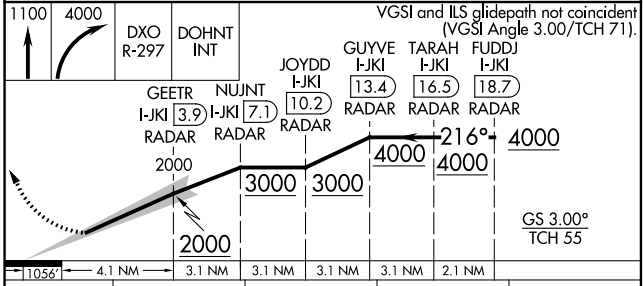 1100
4000
DXO
R-297
DOHNT
INT
VGSI and ILS glidepath not coincident
(VGSI Angle 3.00/TCH 71).
GEETR
I-JKI 3.9
RADAR
NUJNT
I-JKI 7.1
RADAR
JOYDD
I-JKI
10.2
RADAR
GUYVE
I-JKI
13.4
RADAR
TARAH
I-JKI
16.5
RADAR
FUDDJ
I-JKI
18.7
RADAR
2000
216°
4000
4000
4000
3000
3000
2000
GS 3.00°
TCH 55
1056'
4.1 NM
3.1 NM
3.1 NM
3.1 NM
3.1 NM
2.1 NM